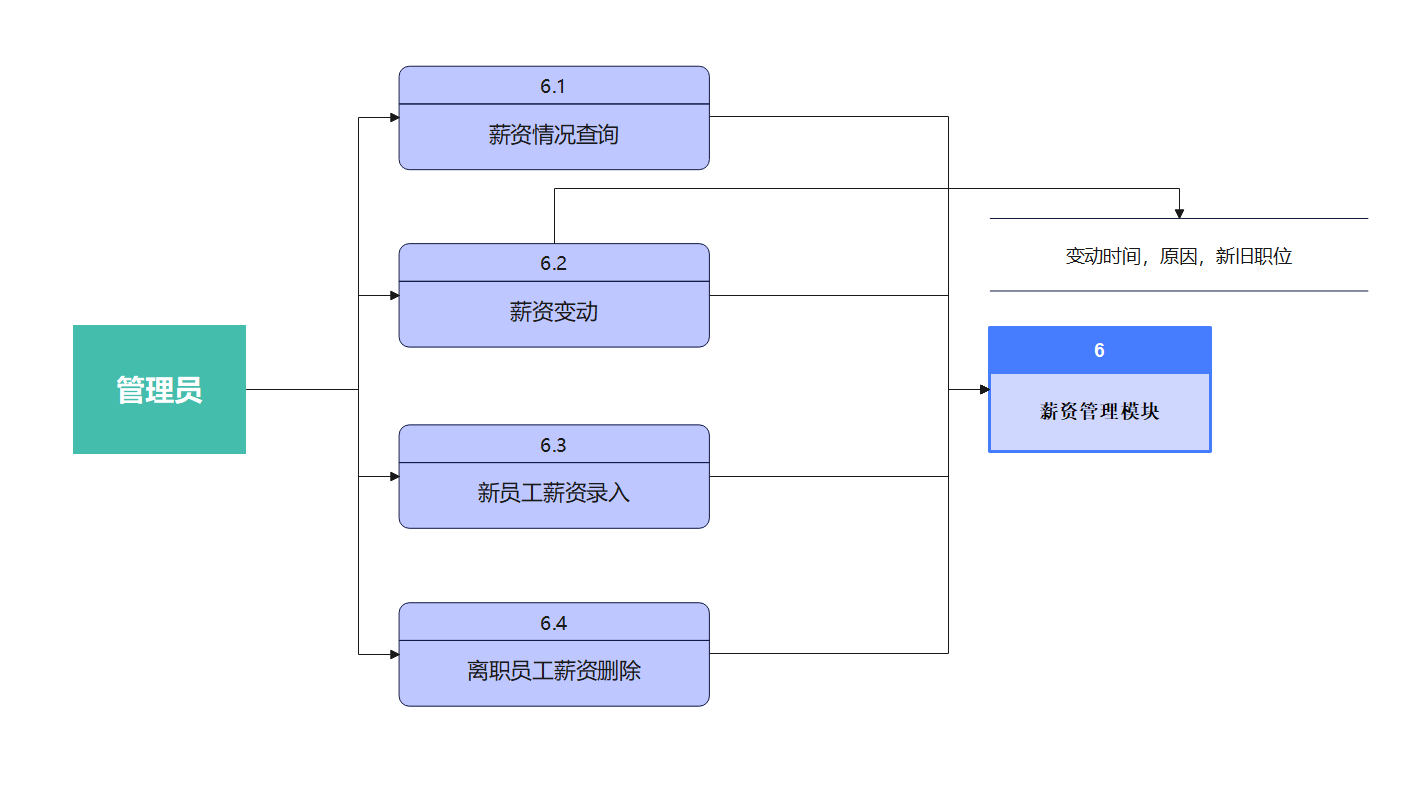 6.1
薪资情况查询
6.2
薪资变动
变动时间，原因，新旧职位
管理员
6
薪资管理模块
6.3
新员工薪资录入
6.4
离职员工薪资删除